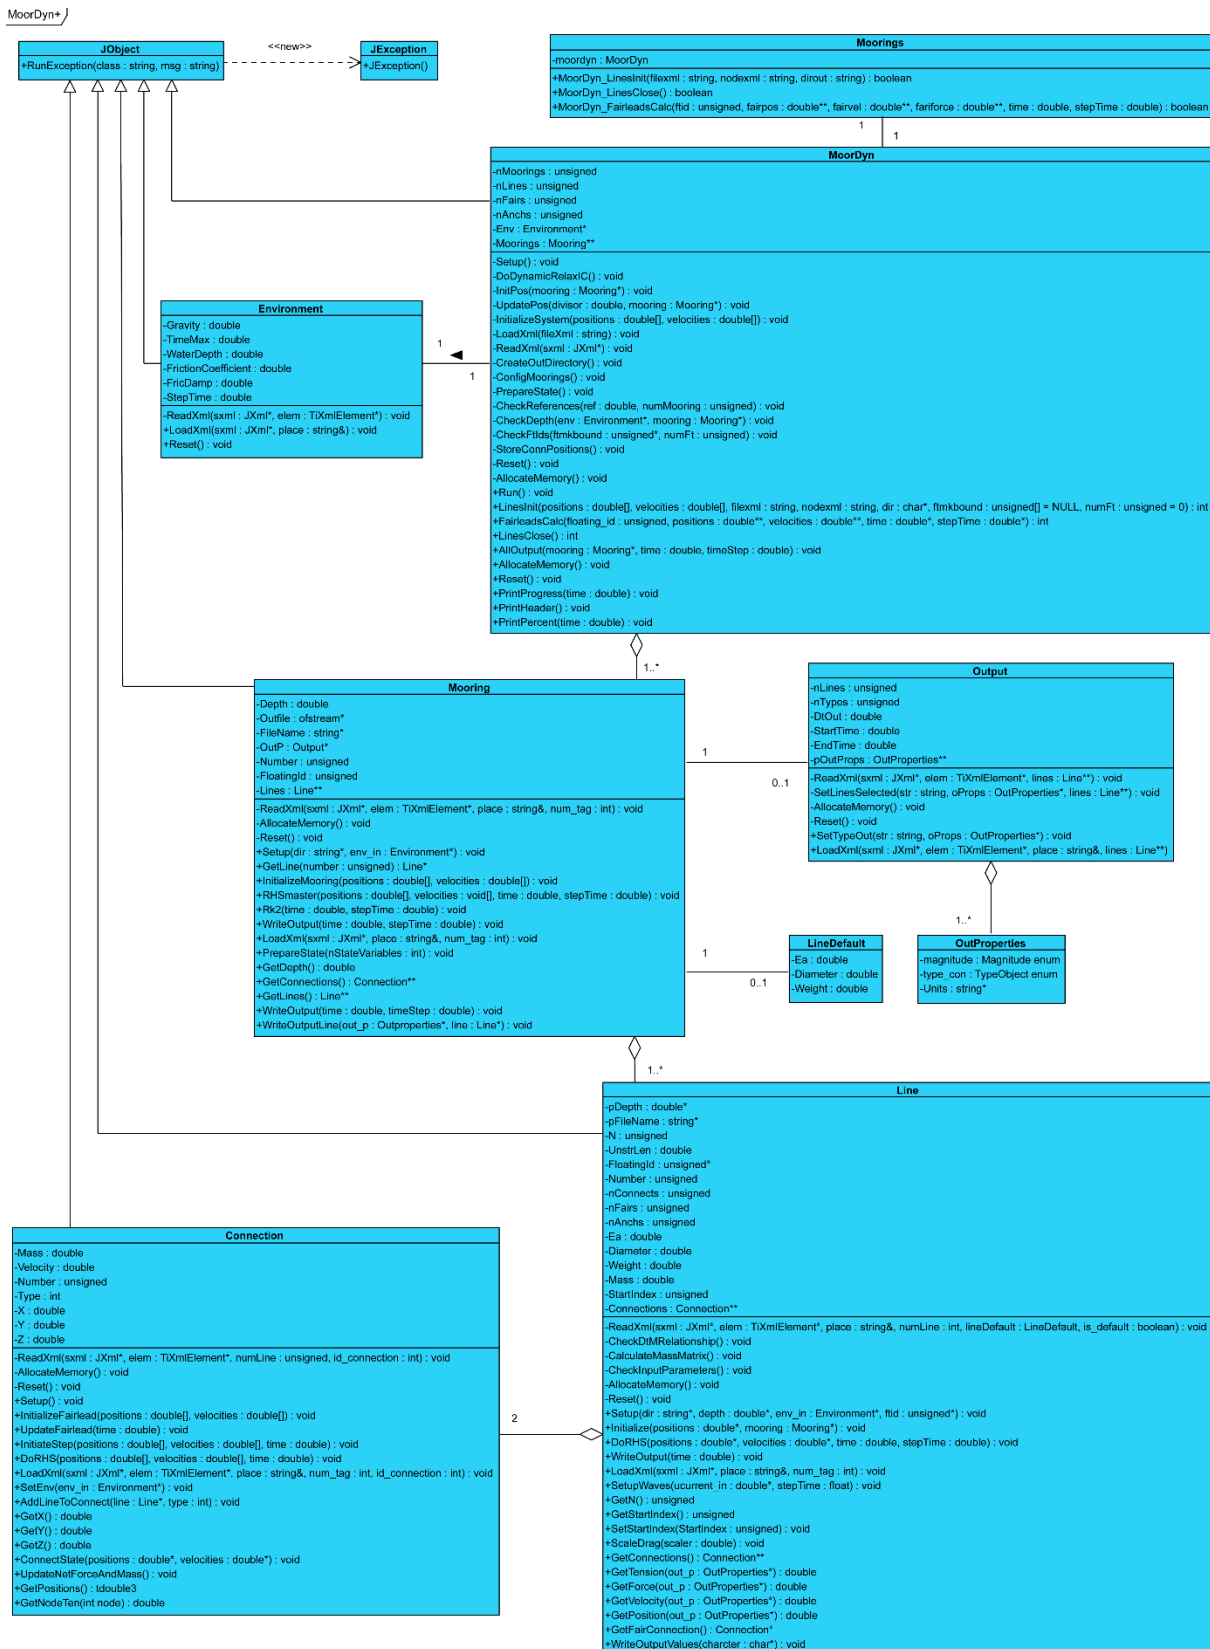 MoorDyn+
JObject
+RunException(class : string, msg : string)
<<new>>
JException
+JException()
Moorings
-moordyn : MoorDyn
+MoorDyn_LinesInit(filexml : string, nodexml : string, dirout : string) : boolean
+MoorDyn_LinesClose() : boolean
+MoorDyn_FairleadsCalc(ftid : unsigned, fairpos : double**, fairvel : double**, fariforce : double**, time : double, stepTime : double) : boolean
1
1
MoorDyn
-nMoorings : unsigned
-nLines : unsigned
-nFairs : unsigned
-nAnchs : unsigned
-Env : Environment*
-Moorings : Mooring**
-Setup() : void
-DoDynamicRelaxIC() : void
-InitPos(mooring : Mooring*) : void
-UpdatePos(divisor : double, mooring : Mooring*) : void
-InitializeSystem(positions : double[], velocities : double[]) : void
-LoadXml(fileXml : string) : void
-ReadXml(sxml : JXml*) : void
-CreateOutDirectory() : void
-ConfigMoorings() : void
-PrepareState() : void
-CheckReferences(ref : double, numMooring : unsigned) : void
-CheckDepth(env : Environment*, mooring : Mooring*) : void
-CheckFtIds(ftmkbound : unsigned*, numFt : unsigned) : void
-StoreConnPositions() : void
-Reset() : void
-AllocateMemory() : void
+Run() : void
+LinesInit(positions : double[], velocities : double[], filexml : string, nodexml : string, dir : char*, ftmkbound : unsigned[] = NULL, numFt : unsigned = 0) : int
+FairleadsCalc(floating_id : unsigned, positions : double**, velocities : double**, time : double*, stepTime : double*) : int
+LinesClose() : int
+AllOutput(mooring : Mooring*, time : double, timeStep : double) : void
+AllocateMemory() : void
+Reset() : void
+PrintProgress(time : double) : void
+PrintHeader() : void
+PrintPercent(time : double) : void
Environment
-Gravity : double
-TimeMax : double
-WaterDepth : double
-FrictionCoefficient : double
-FricDamp : double
-StepTime : double
-ReadXml(sxml : JXml*, elem : TiXmlElement*) : void
+LoadXml(sxml : JXml*, place : string&) : void
+Reset() : void
1
1
1..*
Mooring
-Depth : double
-Outfile : ofstream*
-FileName : string*
-OutP : Output*
-Number : unsigned
-FloatingId : unsigned
-Lines : Line**
-ReadXml(sxml : JXml*, elem : TiXmlElement*, place : string&, num_tag : int) : void
-AllocateMemory() : void
-Reset() : void
+Setup(dir : string*, env_in : Environment*) : void
+GetLine(number : unsigned) : Line*
+InitializeMooring(positions : double[], velocities : double[]) : void
+RHSmaster(positions : double[], velocities : void[], time : double, stepTime : double) : void
+Rk2(time : double, stepTime : double) : void
+WriteOutput(time : double, stepTime : double) : void
+LoadXml(sxml : JXml*, place : string&, num_tag : int) : void
+PrepareState(nStateVariables : int) : void
+GetDepth() : double
+GetConnections() : Connection**
+GetLines() : Line**
+WriteOutput(time : double, timeStep : double) : void
+WriteOutputLine(out_p : Outproperties*, line : Line*) : void
1
0..1
Output
-nLines : unsigned
-nTypes : unsigned
-DtOut : double
-StartTime : double
-EndTime : double
-pOutProps : OutProperties**
-ReadXml(sxml : JXml*, elem : TiXmlElement*, lines : Line**) : void
-SetLinesSelected(str : string, oProps : OutProperties*, lines : Line**) : void
-AllocateMemory() : void
-Reset() : void
+SetTypeOut(str : string, oProps : OutProperties*) : void
+LoadXml(sxml : JXml*, elem : TiXmlElement*, place : string&, lines : Line**)
1..*
1
0..1
LineDefault
-Ea : double
-Diameter : double
-Weight : double
OutProperties
-magnitude : Magnitude enum
-type_con : TypeObject enum
-Units : string*
1..*
Line
-pDepth : double*
-pFileName : string*
-N : unsigned
-UnstrLen : double
-FloatingId : unsigned*
-Number : unsigned
-nConnects : unsigned
-nFairs : unsigned
-nAnchs : unsigned
-Ea : double
-Diameter : double
-Weight : double
-Mass : double
-StartIndex : unsigned
-Connections : Connection**
-ReadXml(sxml : JXml*, elem : TiXmlElement*, place : string&, numLine : int, lineDefault : LineDefault, is_default : boolean) : void
-CheckDtMRelationship() : void
-CalculateMassMatrix() : void
-CheckInputParameters() : void
-AllocateMemory() : void
-Reset() : void
+Setup(dir : string*, depth : double*, env_in : Environment*, ftid : unsigned*) : void
+Initialize(positions : double*, mooring : Mooring*) : void
+DoRHS(positions : double*, velocities : double*, time : double, stepTime : double) : void
+WriteOutput(time : double) : void
+LoadXml(sxml : JXml*, place : string&, num_tag : int) : void
+SetupWaves(ucurrent_in : double*, stepTime : float) : void
+GetN() : unsigned
+GetStartIndex() : unsigned
+SetStartIndex(StartIndex : unsigned) : void
+ScaleDrag(scaler : double) : void
+GetConnections() : Connection**
+GetTension(out_p : OutProperties*) : double
+GetForce(out_p : OutProperties*) : double
+GetVelocity(out_p : OutProperties*) : double
+GetPosition(out_p : OutProperties*) : double
+GetFairConnection() : Connection*
+WriteOutputValues(charcter : char*) : void
2
Connection
-Mass : double
-Velocity : double
-Number : unsigned
-Type : int
-X : double
-Y : double
-Z : double
-ReadXml(sxml : JXml*, elem : TiXmlElement*, numLine : unsigned, id_connection : int) : void
-AllocateMemory() : void
-Reset() : void
+Setup() : void
+InitializeFairlead(positions : double[], velocities : double[]) : void
+UpdateFairlead(time : double) : void
+InitiateStep(positions : double[], velocities : double[], time : double) : void
+DoRHS(positions : double[], velocities : double[], time : double) : void
+LoadXml(sxml : JXml*, elem : TiXmlElement*, place : string&, num_tag : int, id_connection : int) : void
+SetEnv(env_in : Environment*) : void
+AddLineToConnect(line : Line*, type : int) : void
+GetX() : double
+GetY() : double
+GetZ() : double
+ConnectState(positions : double*, velocities : double*) : void
+UpdateNetForceAndMass() : void
+GetPositions() : tdouble3
+GetNodeTen(int node) : double